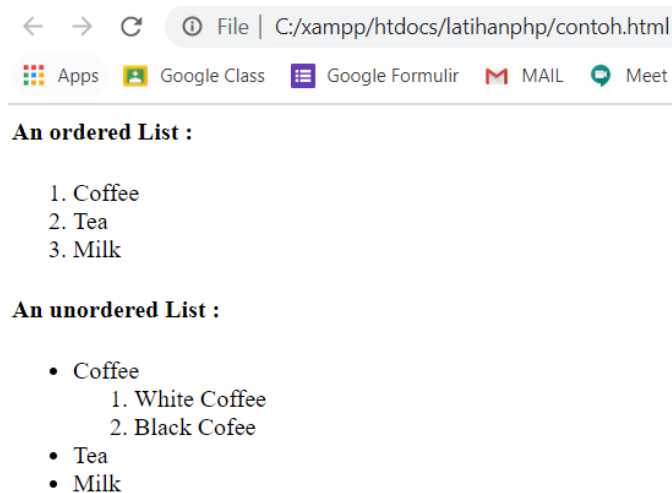 File | C:/xampp/htdocs/latihanphp/contoh.html
Apps Google Class Google Formulir MAIL Meet
An ordered List :
1. Coffee
2. Tea
3. Milk
An unordered List :
• Coffee
1. White Coffee
2. Black Cofee
• Tea
• Milk